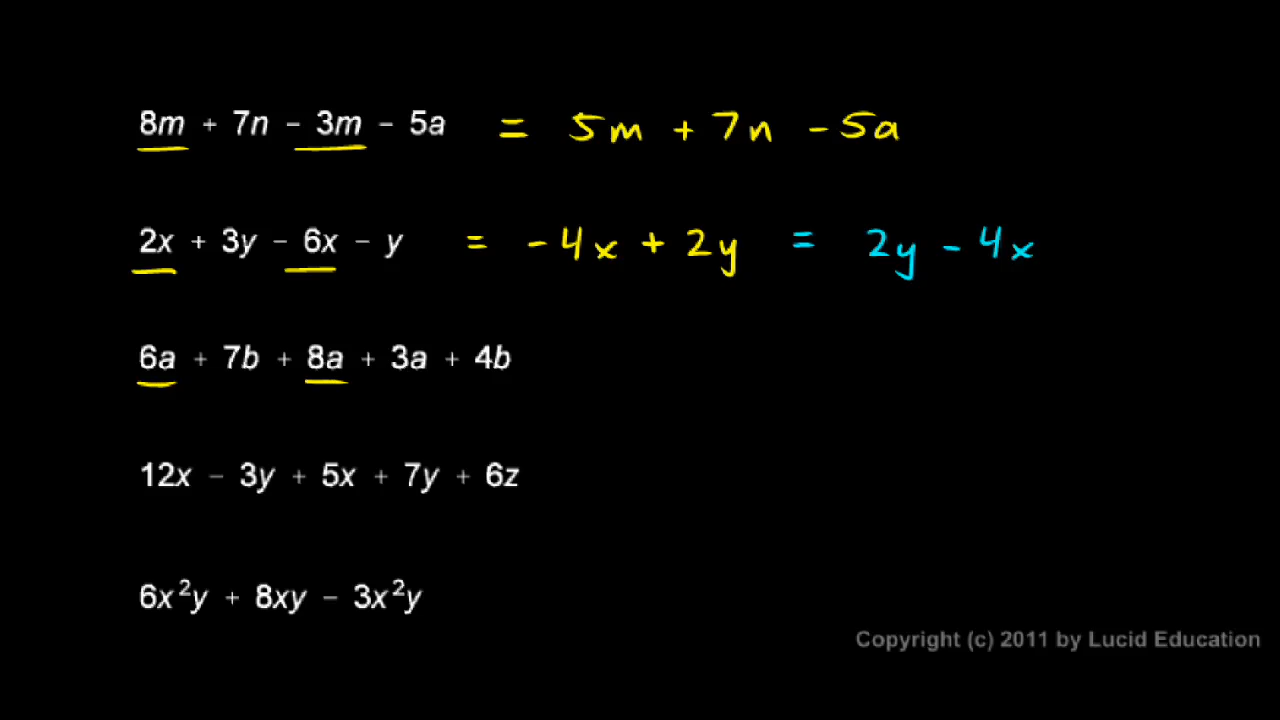 8m + 7n − 3m − 5a = 5m + 7n − 5a
2x + 3y − 6x − y = −4x + 2y = 2y − 4x
6a + 7b + 8a + 3a + 4b
12x − 3y + 5x + 7y + 6z
6x²y + 8xy − 3x²y
Copyright (c) 2011 by Lucid Education